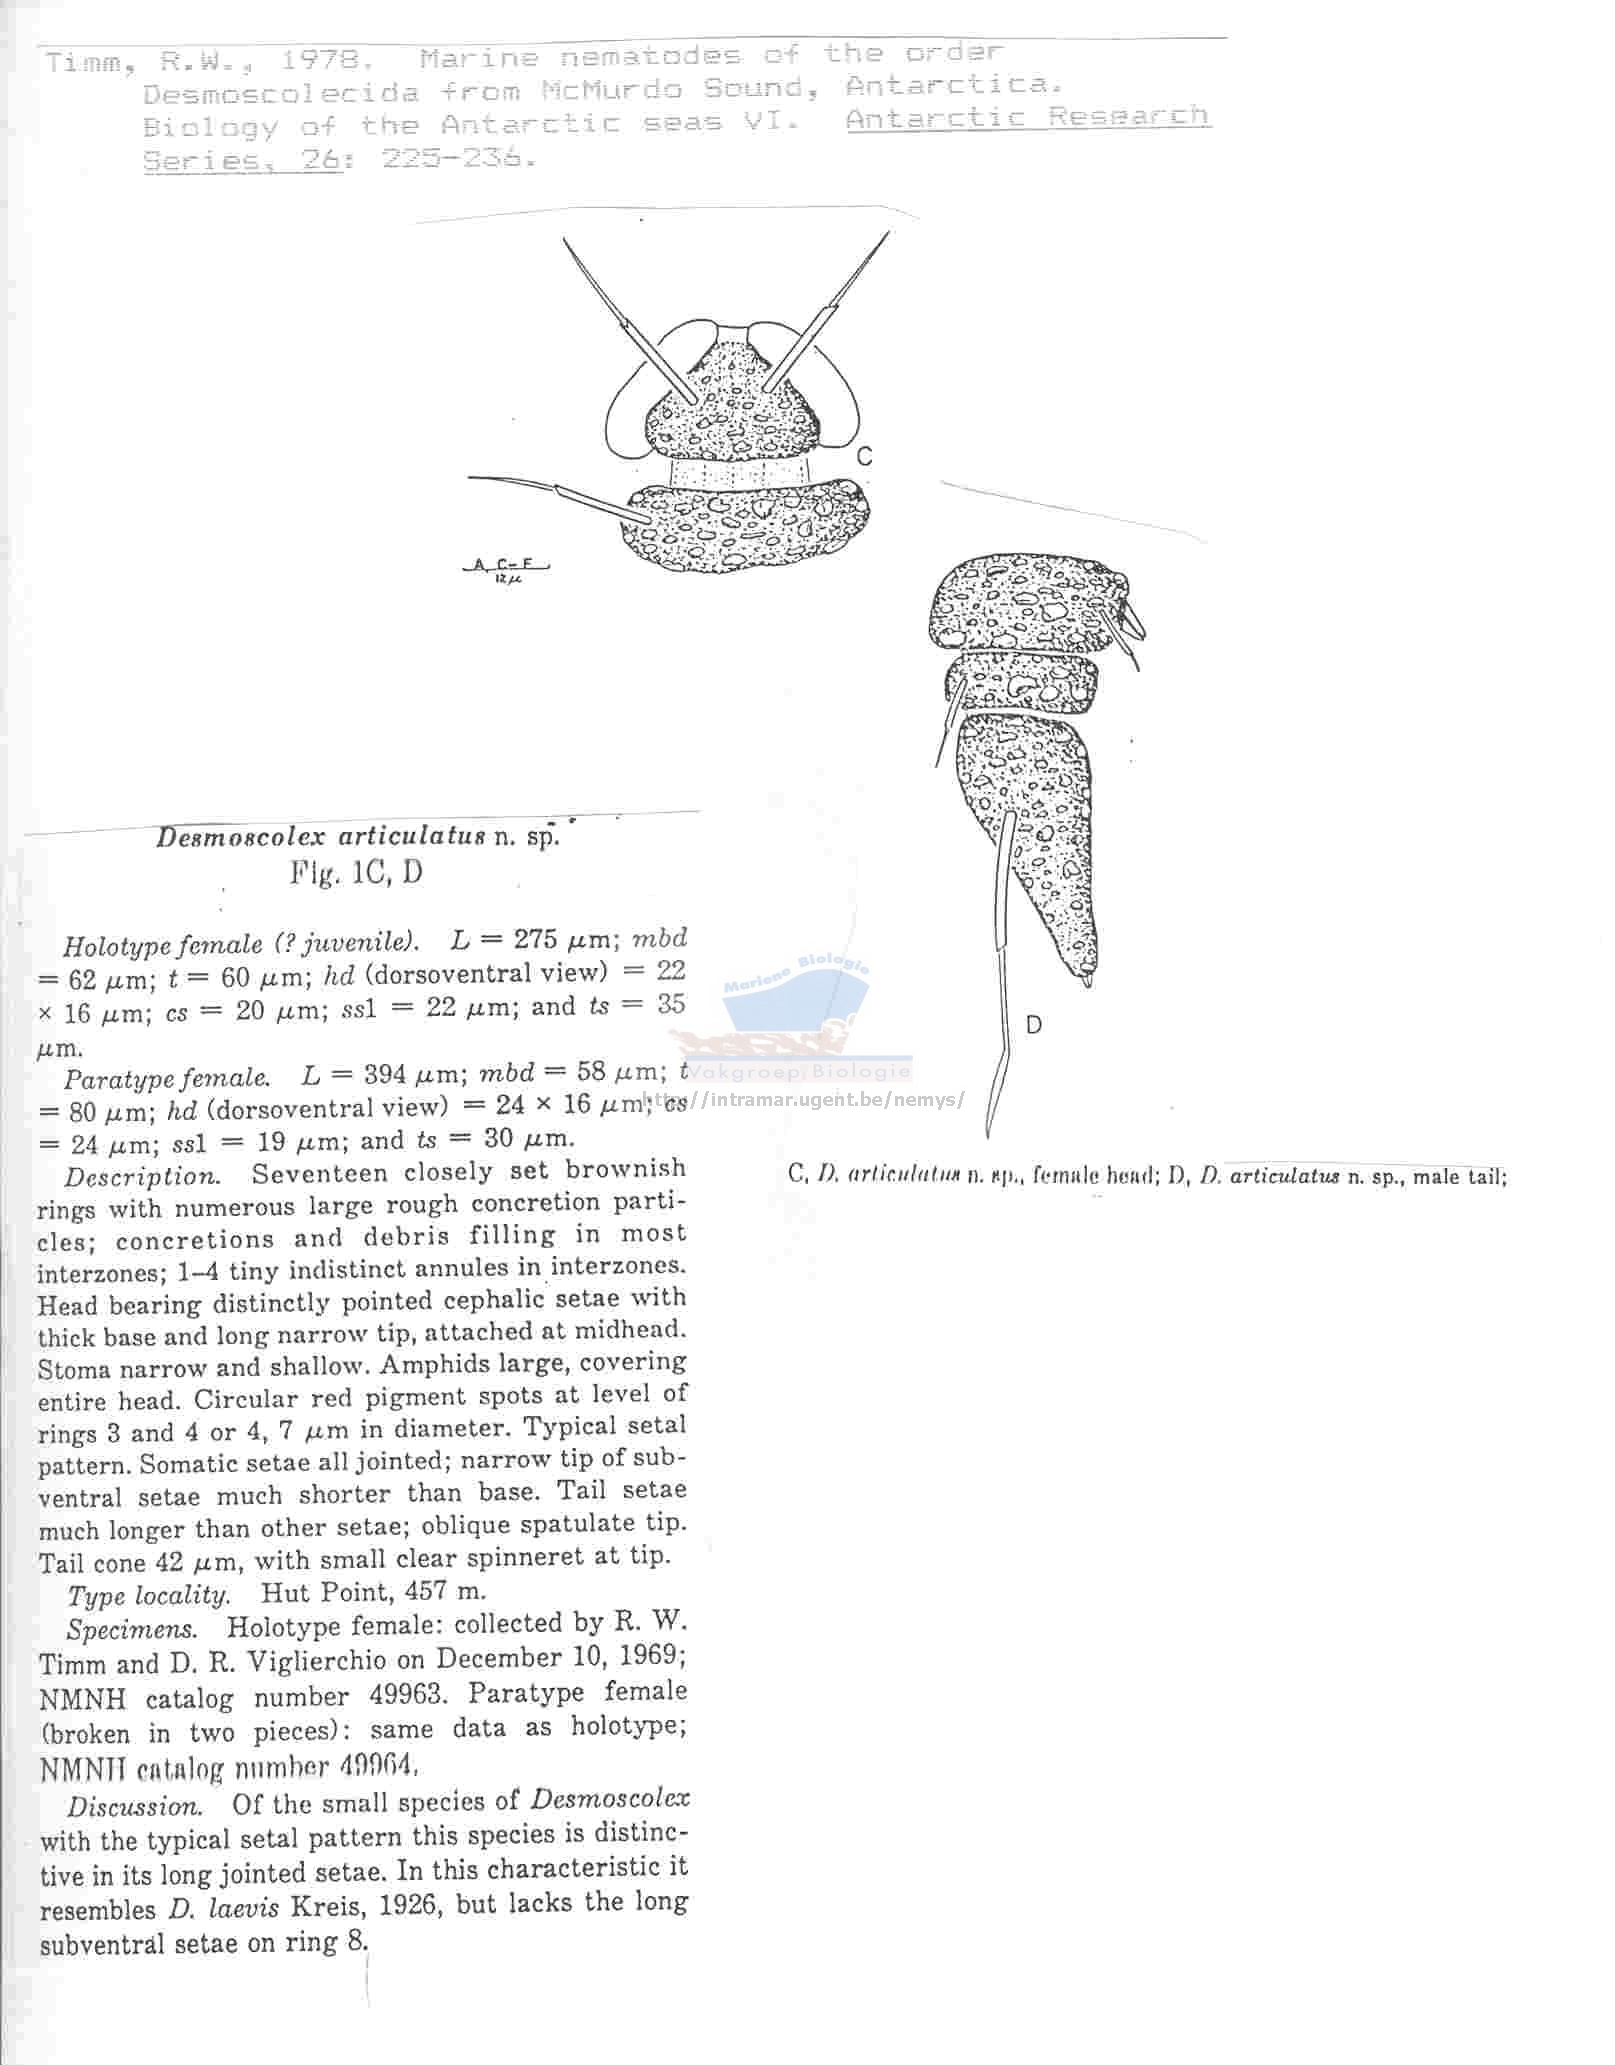 Timm, R.W., 1978. Marine nematodes of the order
Desmoscolecida from McMurdo Sound, Antarctica.
Biology of the Antarctic seas VI. Antarctic Research
Series, 26: 225-236.
C
A, C-F
12 μ
D
Desmoscolex articulatus n. sp.
Fig. 1C, D
Holotype female (? juvenile). L = 275 μm; mbd
= 62 μm; t = 60 μm; hd (dorsoventral view) = 22
× 16 μm; cs = 20 μm; ssl = 22 μm; and ts = 35
μm.
Paratype female. L = 394 μm; mbd = 58 μm; t
= 80 μm; hd (dorsoventral view) = 24 × 16 μm; cs
= 24 μm; ssl = 19 μm; and ts = 30 μm.
Description. Seventeen closely set brownish
rings with numerous large rough concretion parti-
cles; concretions and debris filling in most
interzones; 1–4 tiny indistinct annules in interzones.
Head bearing distinctly pointed cephalic setae with
thick base and long narrow tip, attached at midhead.
Stoma narrow and shallow. Amphids large, covering
entire head. Circular red pigment spots at level of
rings 3 and 4 or 4, 7 μm in diameter. Typical setal
pattern. Somatic setae all jointed; narrow tip of sub-
ventral setae much shorter than base. Tail setae
much longer than other setae; oblique spatulate tip.
Tail cone 42 μm, with small clear spinneret at tip.
Type locality. Hut Point, 457 m.
Specimens. Holotype female: collected by R. W.
Timm and D. R. Viglierchio on December 10, 1969;
NMNH catalog number 49963. Paratype female
(broken in two pieces): same data as holotype;
NMNH catalog number 49964.
Discussion. Of the small species of Desmoscolex
with the typical setal pattern this species is distinc-
tive in its long jointed setae. In this characteristic it
resembles D. laevis Kreis, 1926, but lacks the long
subventral setae on ring 8.
Mariene Biologie
Vakgroep Biologie
http://intramar.ugent.be/nemys/
C, D. articulatus n. sp., female head; D, D. articulatus n. sp., male tail;